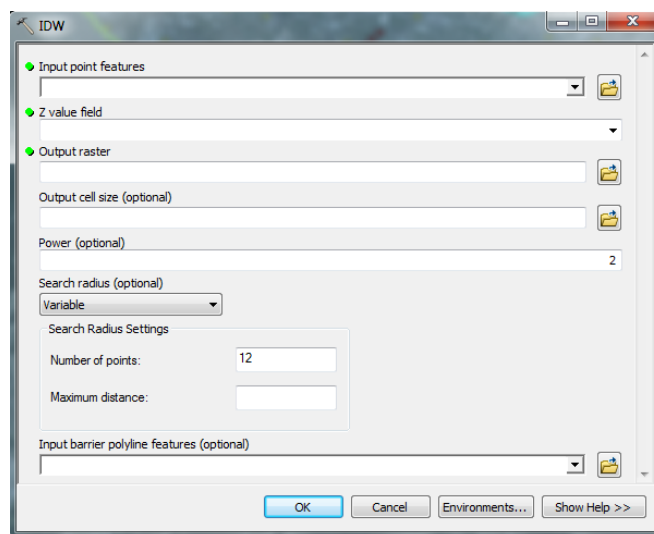 IDW
Input point features
Z value field
Output raster
Output cell size (optional)
Power (optional)
2
Search radius (optional)
Variable
Search Radius Settings
Number of points: 12
Maximum distance:
Input barrier polyline features (optional)
OK Cancel Environments... Show Help >>